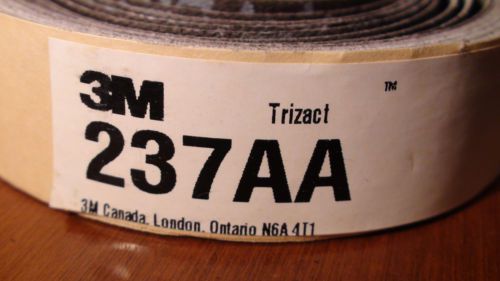 3M Trizact ™
237AA
3M Canada, London, Ontario N6A 4T1